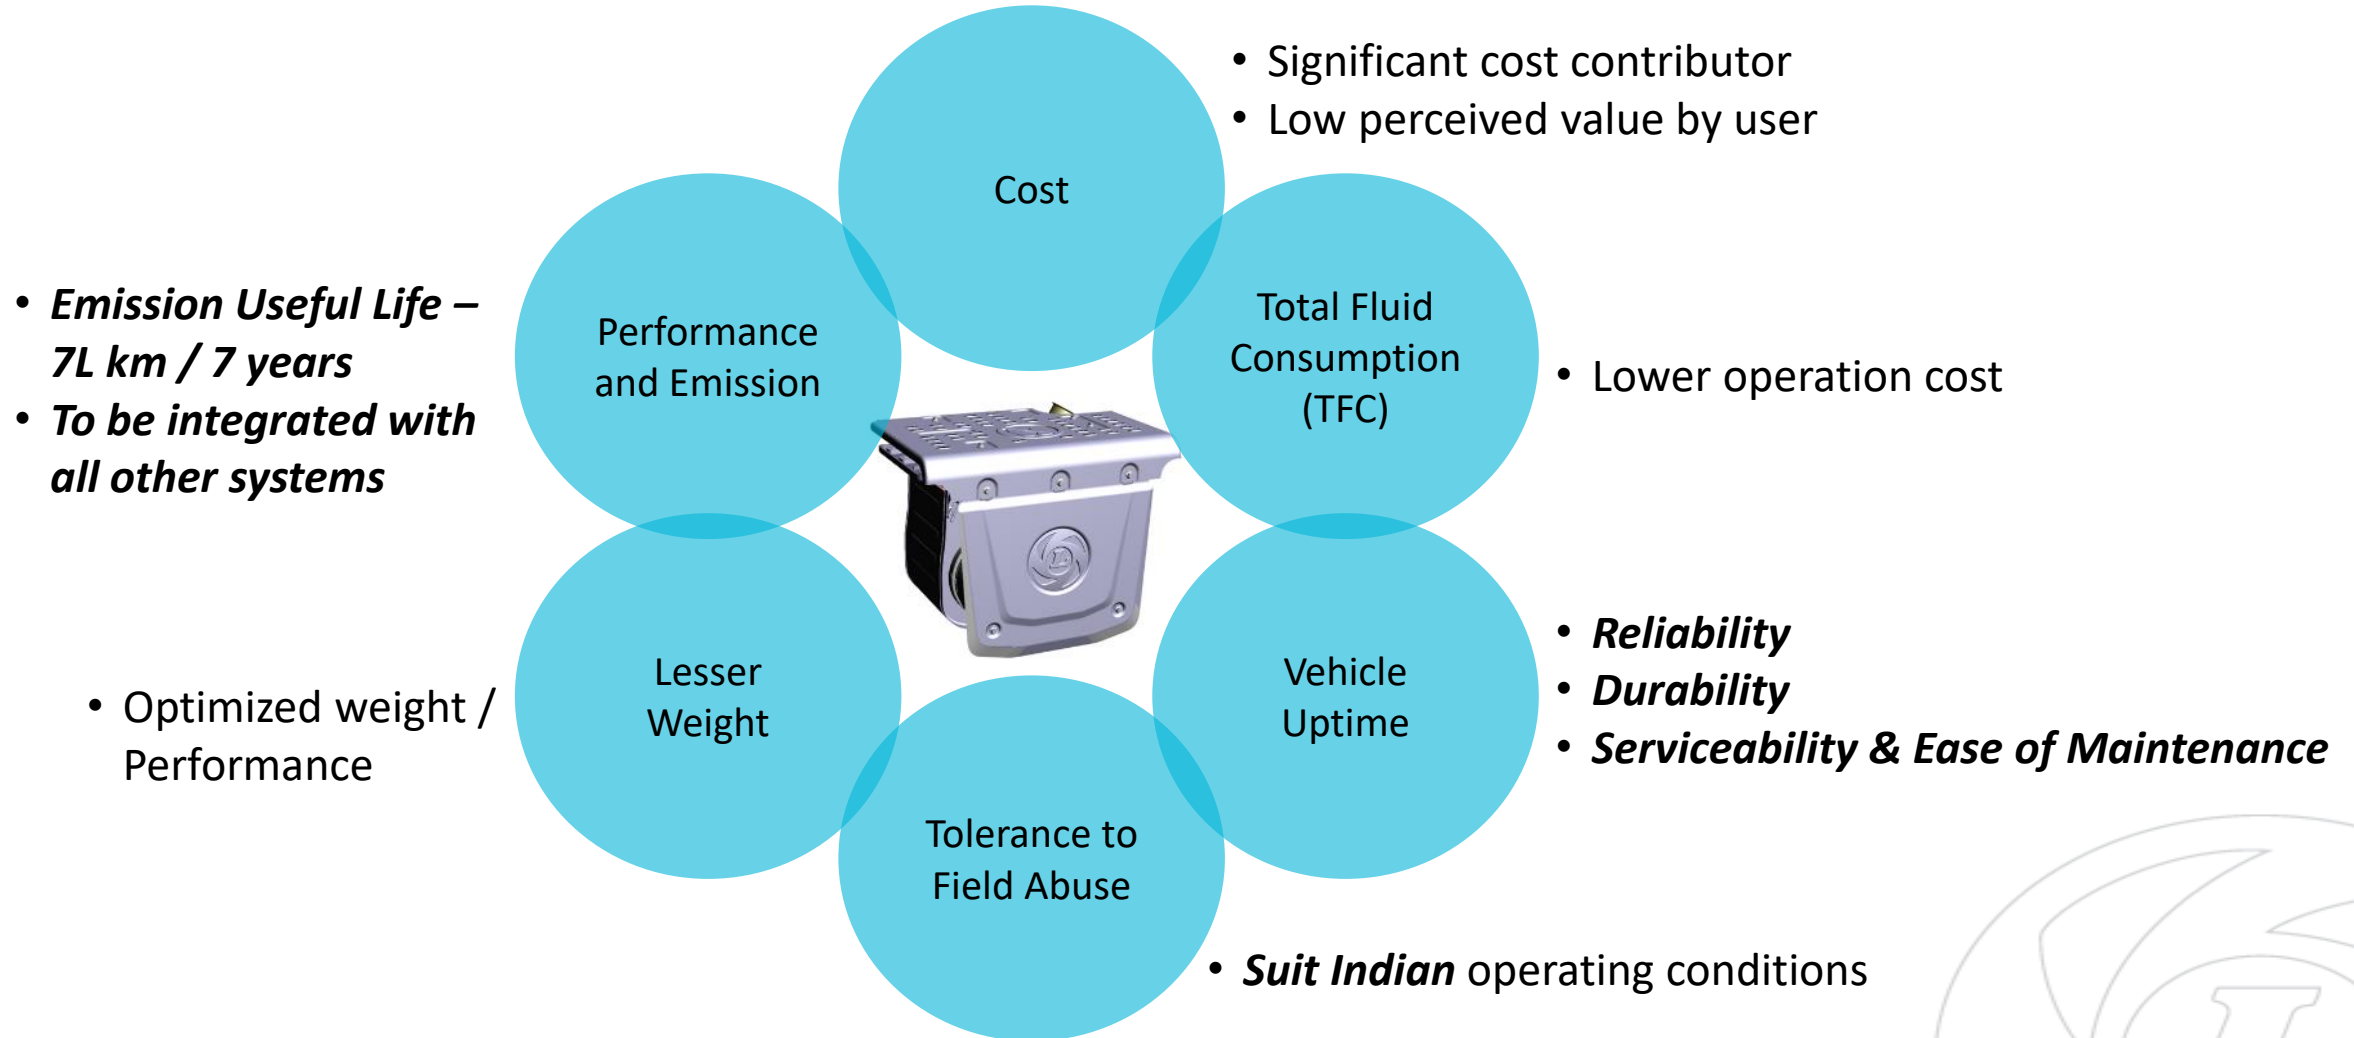 • Significant cost contributor
• Low perceived value by user
Cost
• Emission Useful Life –
7L km / 7 years
• To be integrated with
all other systems
Performance
and Emission
Total Fluid
Consumption
(TFC)
• Lower operation cost
• Optimized weight /
Performance
Lesser
Weight
Vehicle
Uptime
• Reliability
• Durability
• Serviceability & Ease of Maintenance
Tolerance to
Field Abuse
• Suit Indian operating conditions
L
L